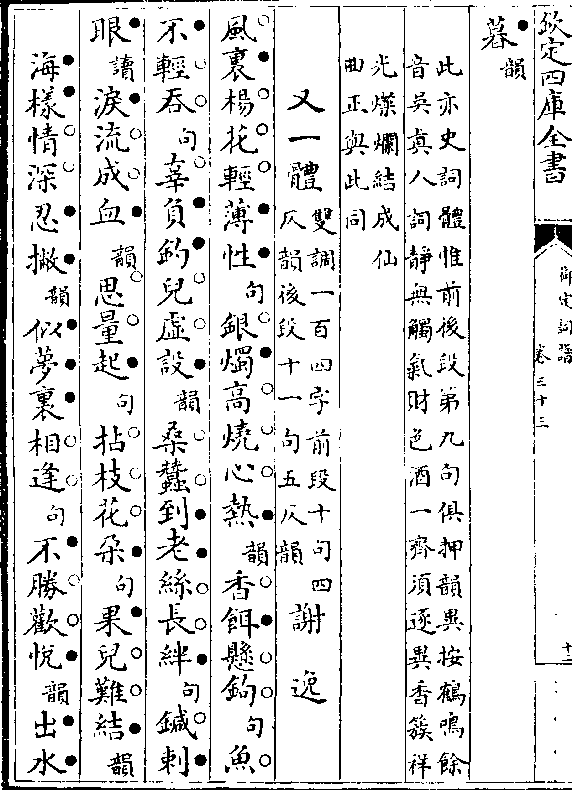 欽定四庫全書
御定詞譜
卷三十三
十二
暮韻
此亦史詞體惟前後段第九句俱押韻異按鶴鳴餘
音吳真人詞靜無觸氣財色酒一齊須逐異香簇祥
光燦爛結成仙
曲正與此同
又一體
雙調一百四字前段十句四
仄韻後段十一句五仄韻
謝逸
風裏楊花輕薄性句銀燭高燒心熱韻香餌懸鉤句魚
不輕吞句辜負釣兒虛設韻桑蠶到老絲長絆句鍼刺
眼讀淚流成血韻思量起句拈枝花朵句果兒難結韻
海樣情深忍撇韻似夢裏相逢句不勝歡悅韻出水